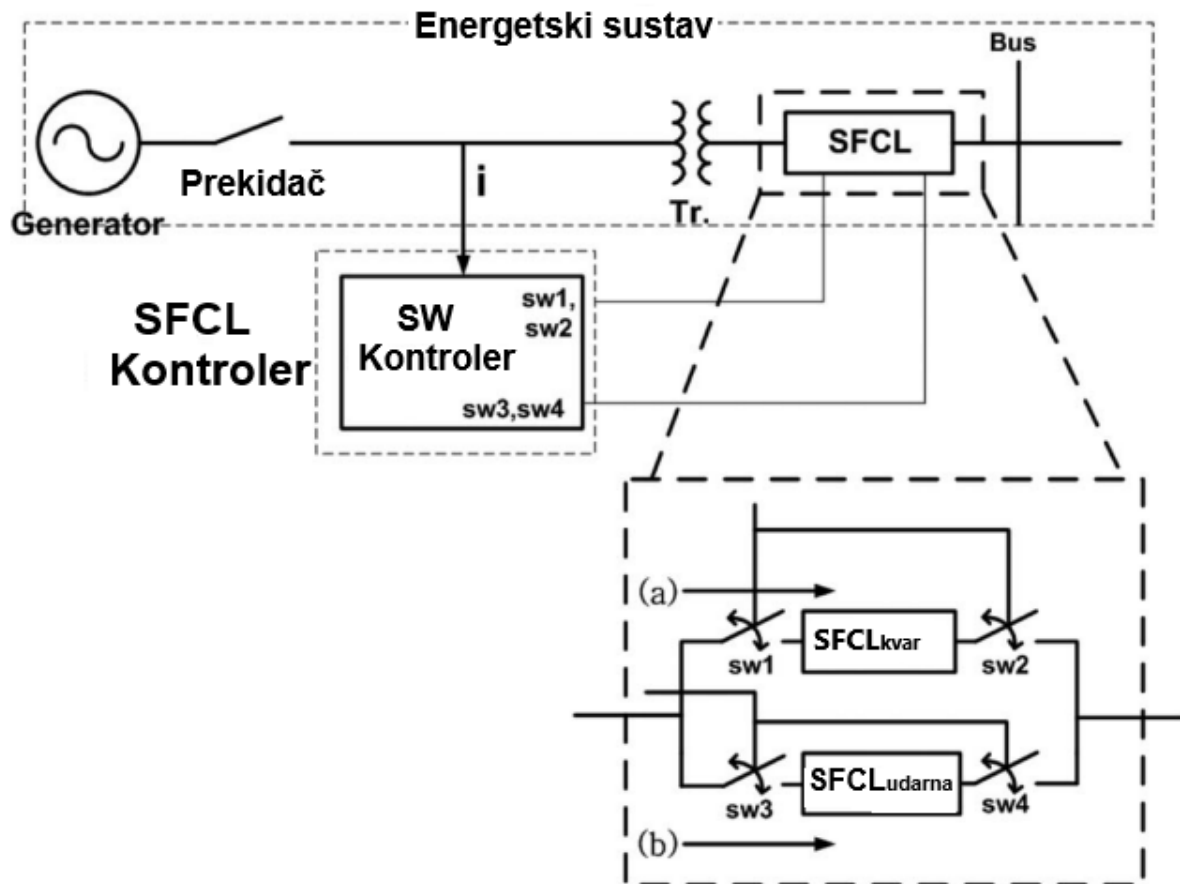 Energetski sustav
Bus
SFCL
Prekidač
i
Tr.
Generator
SFCL
Kontroler
SW
Kontroler
sw1,
sw2
sw3,sw4
(a)
SFCLkvar
sw1
sw2
SFCLudarna
sw3
sw4
(b)